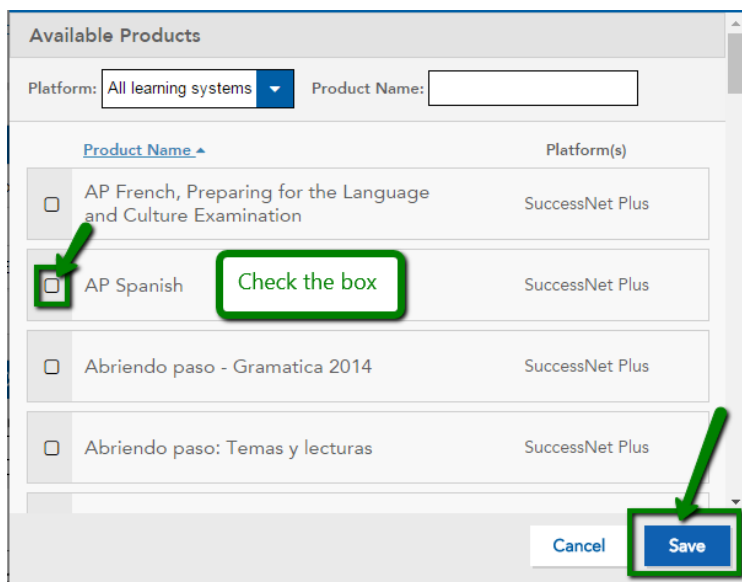 Available Products
Platform: All learning systems Product Name:
Product Name Platform(s)
AP French, Preparing for the Language
and Culture Examination
SuccessNet Plus
AP Spanish
Check the box
SuccessNet Plus
Abriendo paso - Gramatica 2014
SuccessNet Plus
Abriendo paso: Temas y lecturas
SuccessNet Plus
Cancel Save